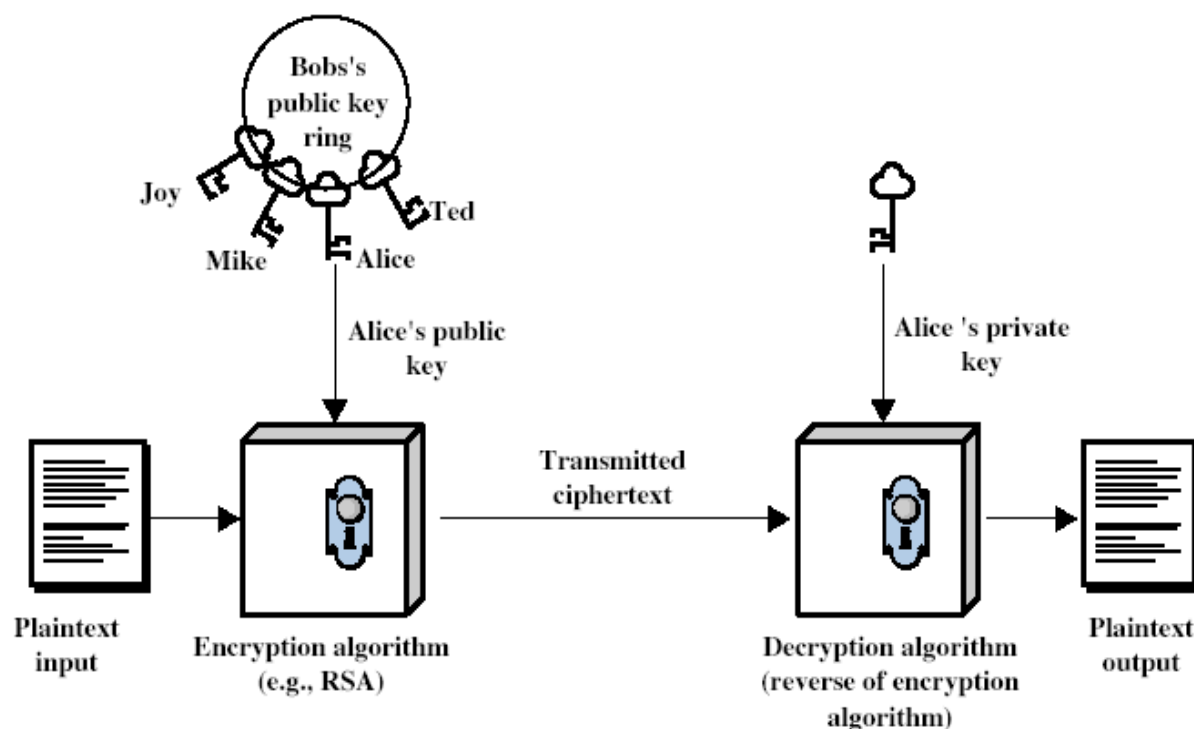 Bobs's
public key
ring
Joy
Ted
Mike
Alice
Alice's public
key
Alice 's private
key
Transmitted
ciphertext
Plaintext
input
Encryption algorithm
(e.g., RSA)
Decryption algorithm
(reverse of encryption
algorithm)
Plaintext
output